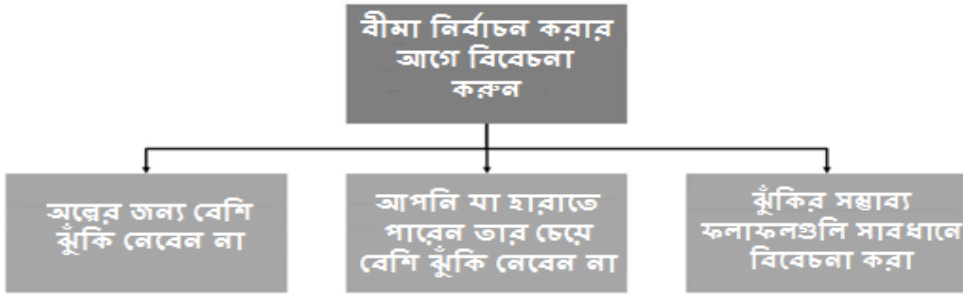 বীমা নির্বাচন করার
আগে বিবেচনা
করুন
অল্পের জন্য বেশি
ঝুঁকি নেবেন না
আপনি যা হারাতে
পারেন তার চেয়ে
বেশি ঝুঁকি নেবেন না
ঝুঁকির সম্ভাব্য
ফলাফলগুলি সাবধানে
বিবেচনা করা